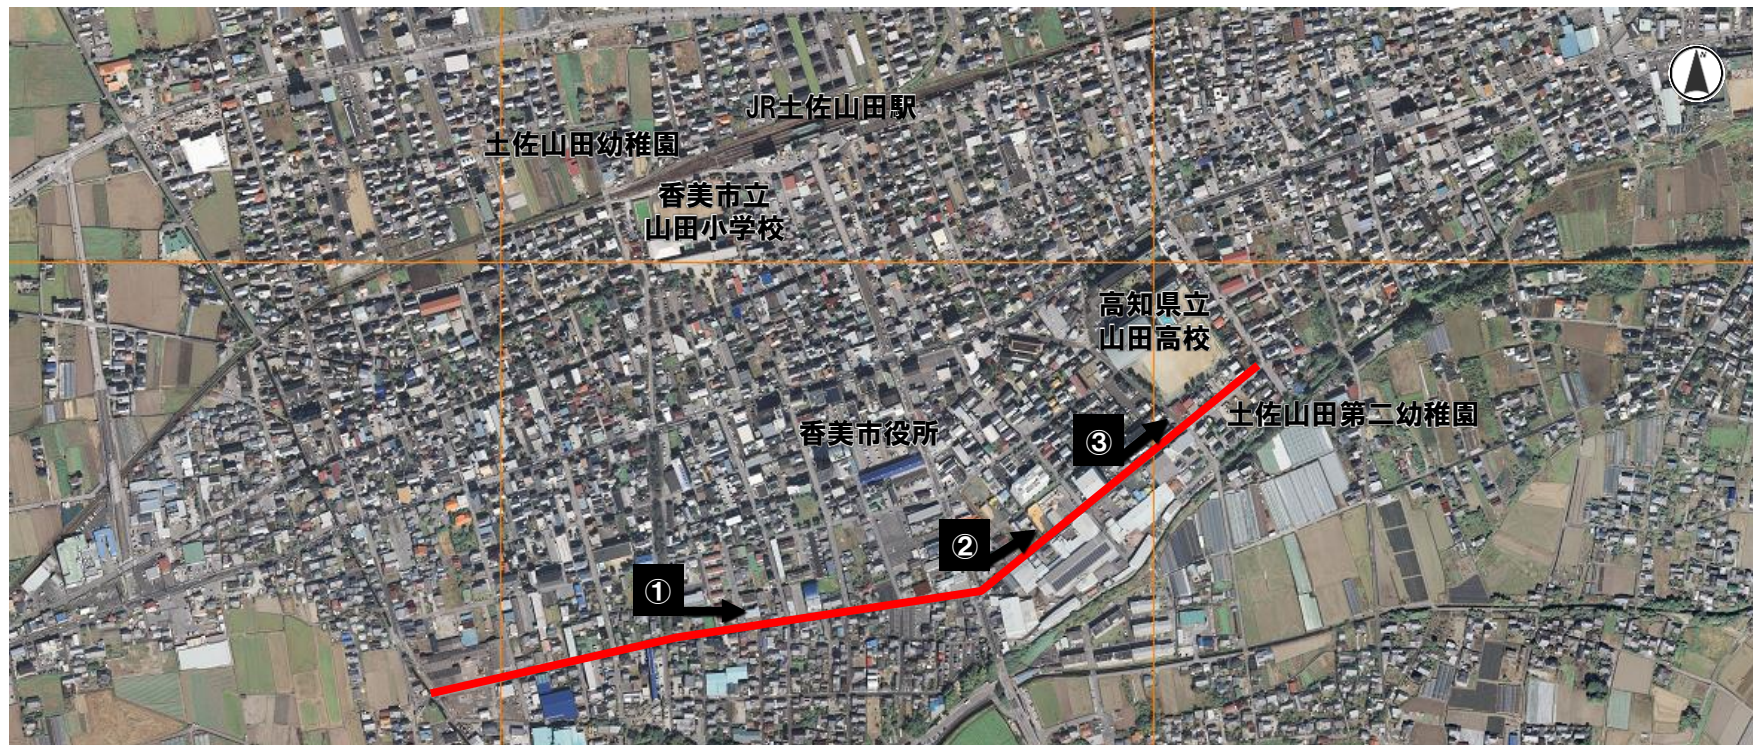 N
JR土佐山田駅
土佐山田幼稚園
香美市立
山田小学校
高知県立
山田高校
土佐山田第二幼稚園
香美市役所
③
②
①